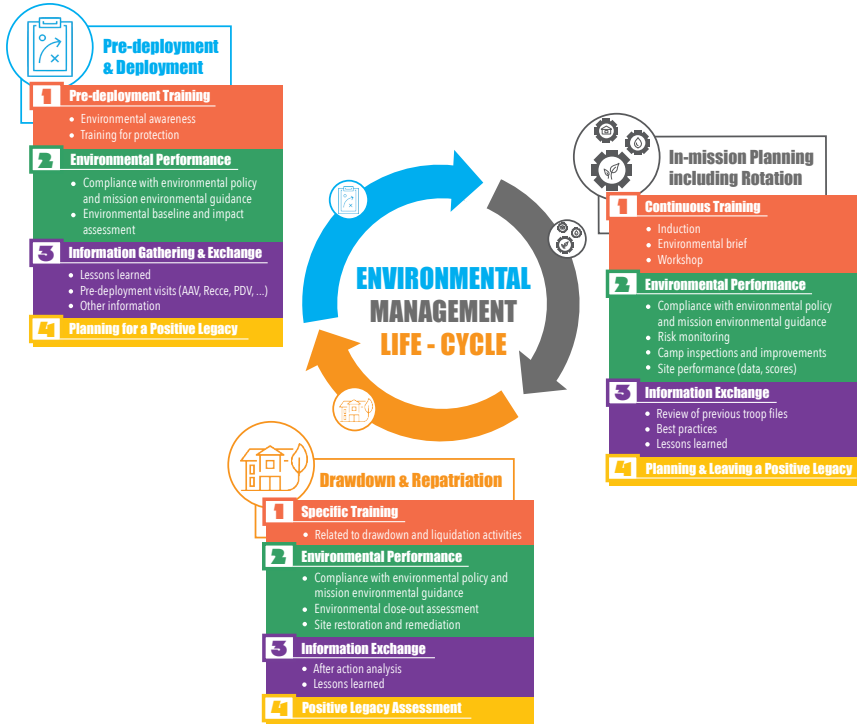 Pre-deployment
& Deployment
1 Pre-deployment Training
• Environmental awareness
• Training for protection
2 Environmental Performance
• Compliance with environmental policy
and mission environmental guidance
• Environmental baseline and impact
assessment
3 Information Gathering & Exchange
• Lessons learned
• Pre-deployment visits (AAV, Recce, PDV, ...)
• Other information
4 Planning for a Positive Legacy
ENVIRONMENTAL
MANAGEMENT
LIFE - CYCLE
In-mission Planning
including Rotation
1 Continuous Training
• Induction
• Environmental brief
• Workshop
2 Environmental Performance
• Compliance with environmental policy
and mission environmental guidance
• Risk monitoring
• Camp inspections and improvements
• Site performance (data, scores)
3 Information Exchange
• Review of previous troop files
• Best practices
• Lessons learned
4 Planning & Leaving a Positive Legacy
Drawdown & Repatriation
1 Specific Training
• Related to drawdown and liquidation activities
2 Environmental Performance
• Compliance with environmental policy and
mission environmental guidance
• Environmental close-out assessment
• Site restoration and remediation
3 Information Exchange
• After action analysis
• Lessons learned
4 Positive Legacy Assessment